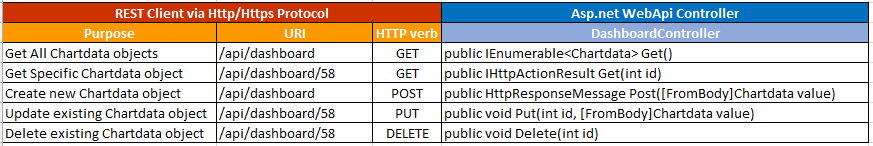 REST Client via Http/Https Protocol Asp.net WebApi Controller
Purpose URI HTTP verb DashboardController
Get All Chartdata objects /api/dashboard GET public IEnumerable<Chartdata> Get()
Get Specific Chartdata object /api/dashboard/58 GET public IHttpActionResult Get(int id)
Create new Chartdata object /api/dashboard POST public HttpResponseMessage Post([FromBody]Chartdata value)
Update existing Chartdata object /api/dashboard/58 PUT public void Put(int id, [FromBody]Chartdata value)
Delete existing Chartdata object /api/dashboard/58 DELETE public void Delete(int id)